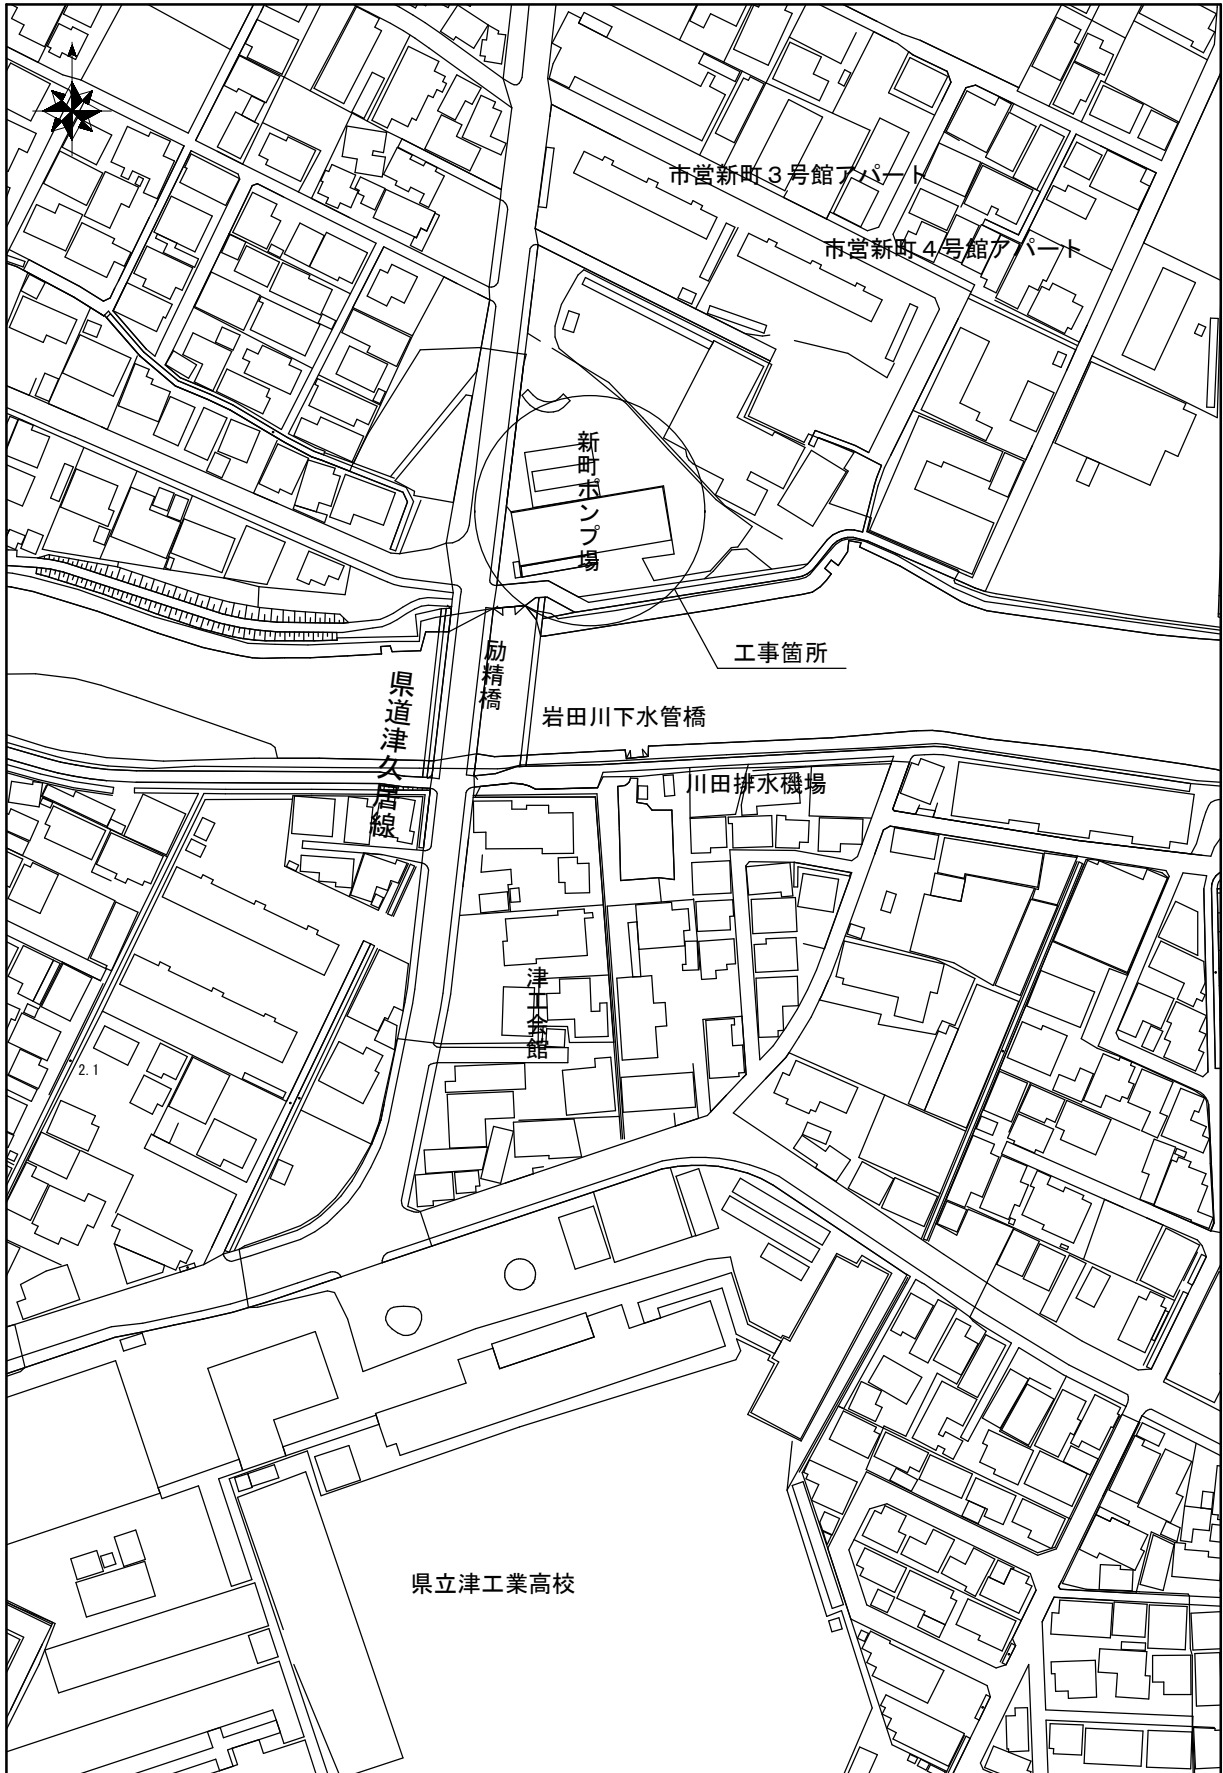 市営新町３号館アパート
市営新町４号館アパート
新町ポンプ場
工事箇所
励精橋
県道津久居線
岩田川下水管橋
川田排水機場
津工会館
2.1
県立津工業高校